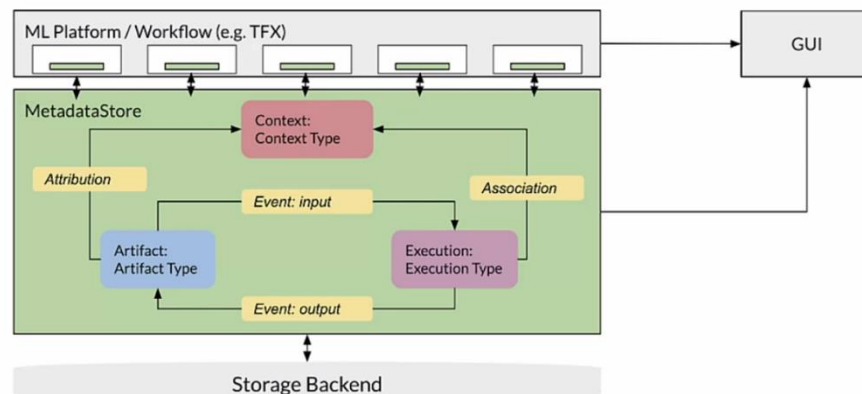 ML Platform / Workflow (e.g. TFX)
GUI
MetadataStore
Context:
Context Type
Attribution
Association
Event: input
Artifact:
Artifact Type
Execution:
Execution Type
Event: output
Storage Backend